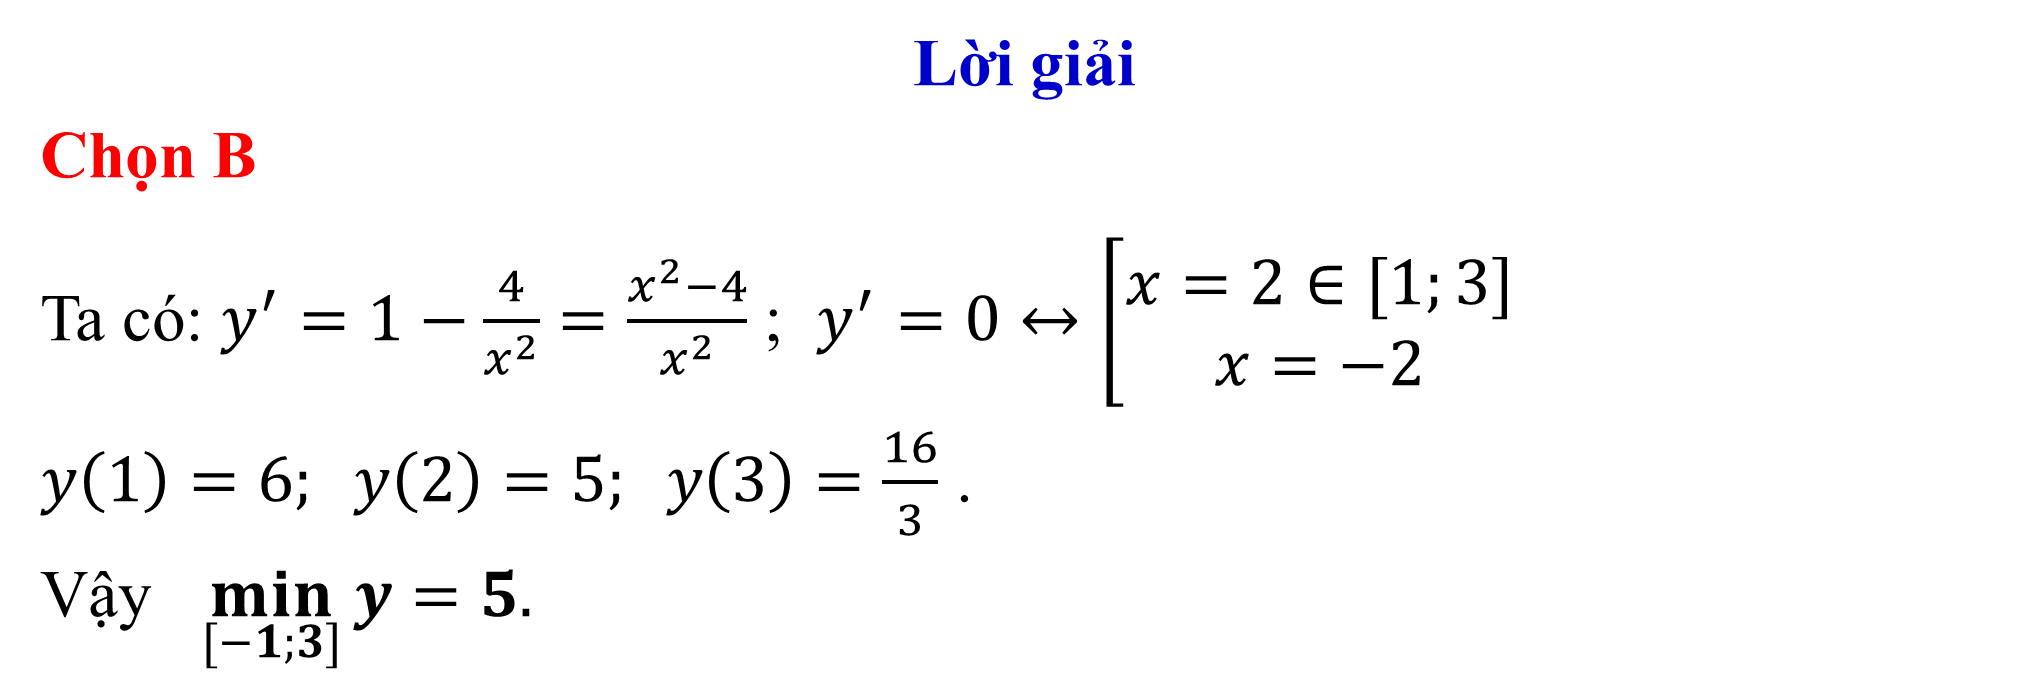 Lời giải
Chọn B
Ta có: y′ = 1 − 4/x² = (x²−4)/x² ; y′ = 0 ↔ [x = 2 ∈ [1; 3]
x = −2
y(1) = 6; y(2) = 5; y(3) = 16/3 .
Vậy min y = 5.
[−1;3]